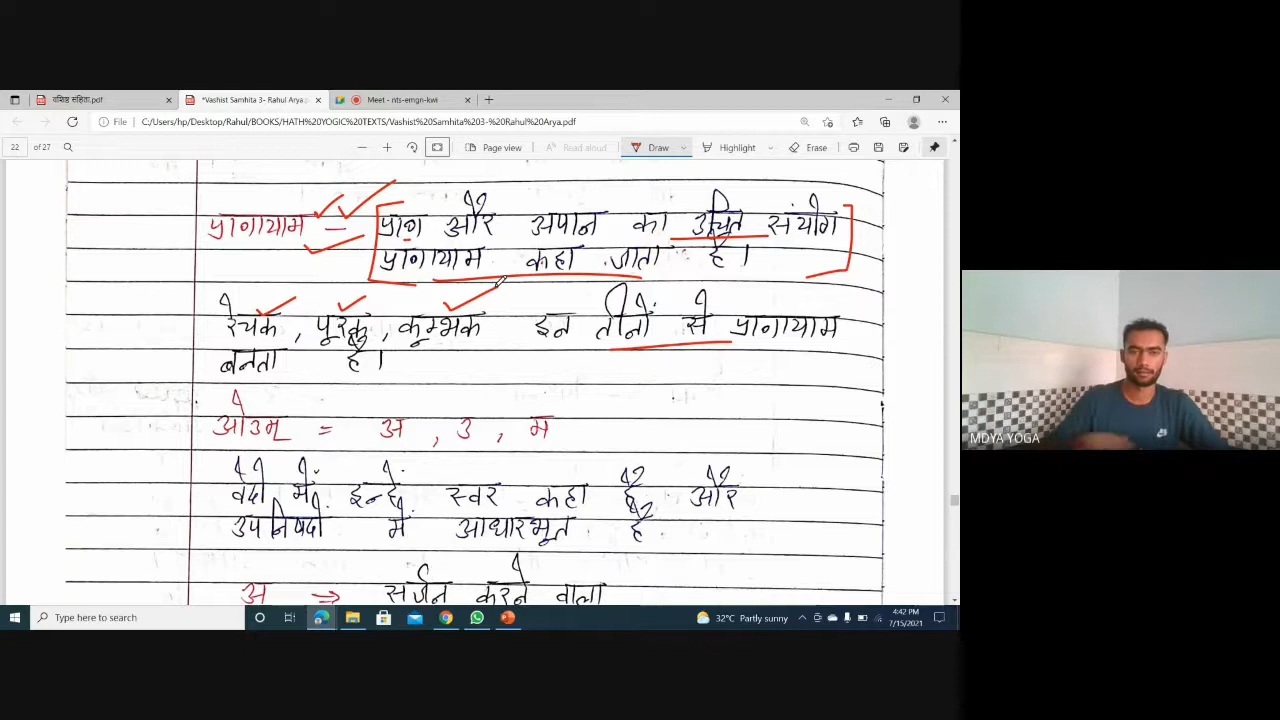 वसिष्ठ संहिता.pdf
*Vashist Samhita 3- Rahul Arya.p
Meet - nts-emgn-kwi
File
C:/Users/hp/Desktop/Rahul/BOOKS/HATH%20YOGIC%20TEXTS/Vashist%20Samhita%203-%20Rahul%20Arya.pdf
22 of 27
Page view
Read aloud
Draw
Highlight
Erase
प्राणायाम – प्राण और अपान का उचित संयोग
प्राणायाम कहा जाता है।
रेचक, पूरक, कुम्भक इन तीनों से प्राणायाम
बनता है।
ओउम् = अ, उ, म
वेदों में इन्हें स्वर कहा है और
उपनिषदों में आधारभूत है
अ ⇒ सर्जन करने वाला
MDYA YOGA
Type here to search
32°C Partly sunny
4:42 PM
7/15/2021